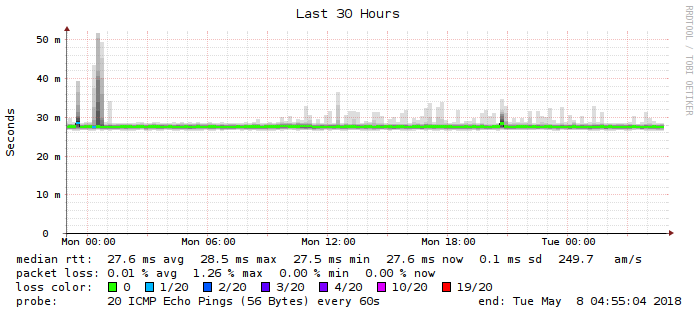 Last 30 Hours
RRDTOOL / TOBI OETIKER
Seconds
50 m
40 m
30 m
20 m
10 m
0
Mon 00:00 Mon 06:00 Mon 12:00 Mon 18:00 Tue 00:00
median rtt: 27.6 ms avg 28.5 ms max 27.5 ms min 27.6 ms now 0.1 ms sd 249.7 am/s
packet loss: 0.01 % avg 1.26 % max 0.00 % min 0.00 % now
loss color: 0 1/20 2/20 3/20 4/20 10/20 19/20
probe: 20 ICMP Echo Pings (56 Bytes) every 60s end: Tue May 8 04:55:04 2018